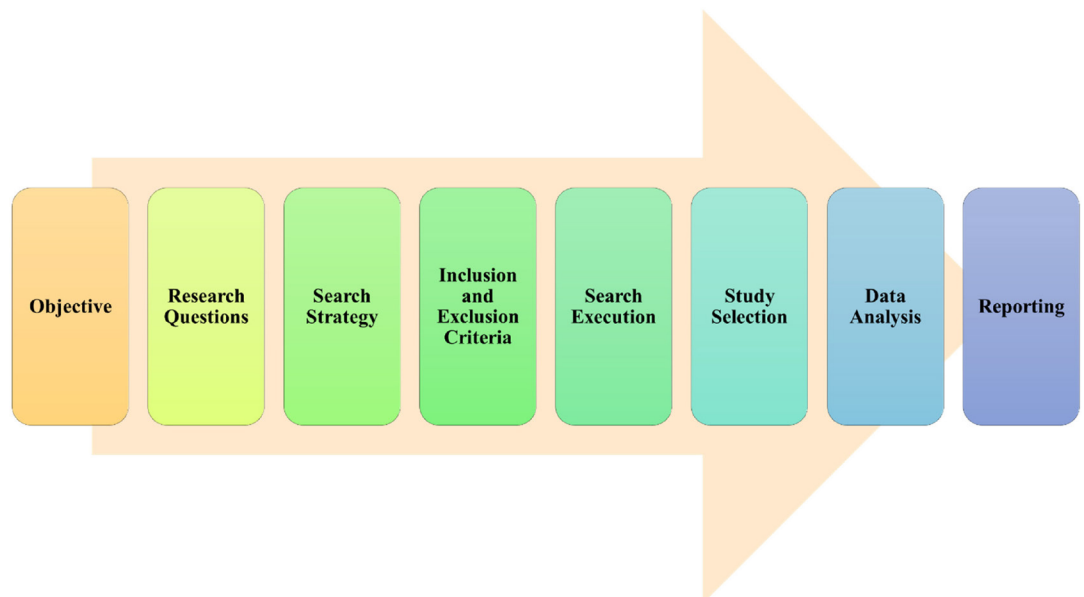 Objective
Research
Questions
Search
Strategy
Inclusion
and
Exclusion
Criteria
Search
Execution
Study
Selection
Data
Analysis
Reporting